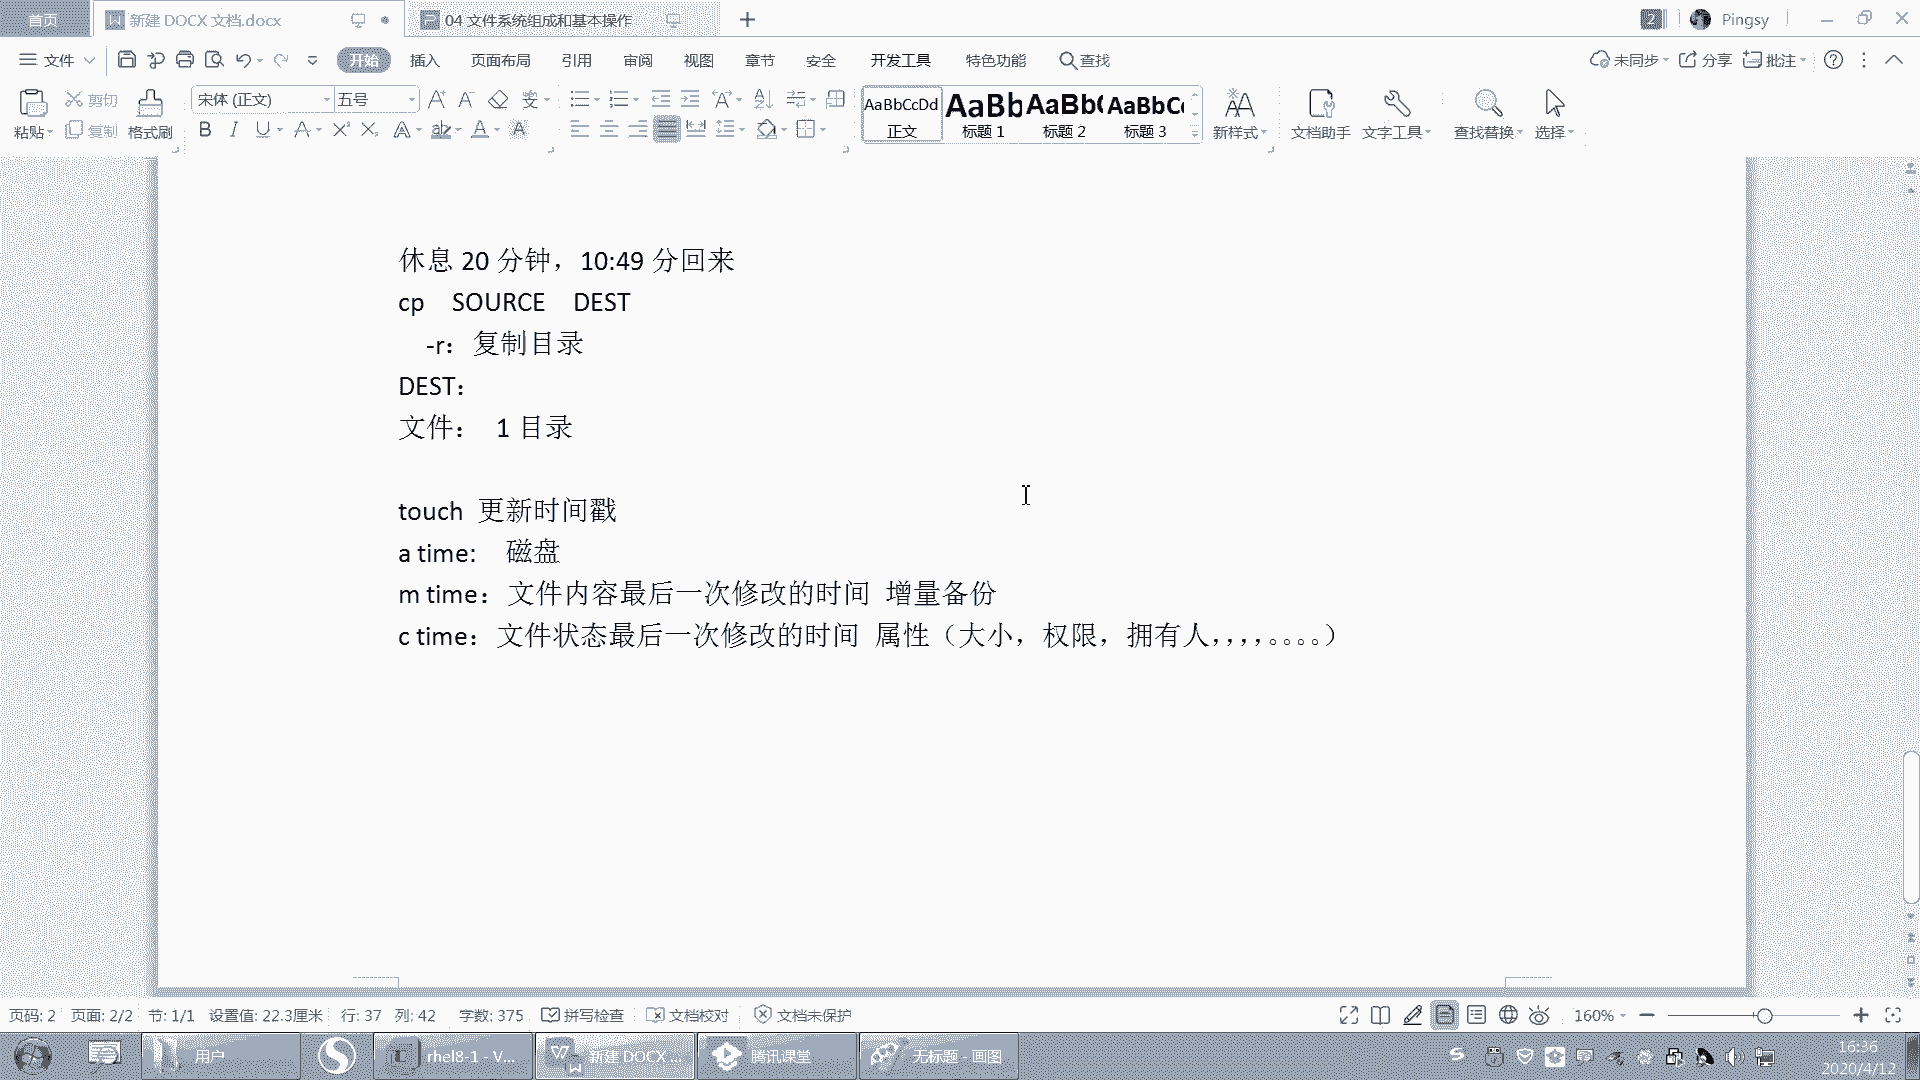 首页 新建 DOCX 文档.docx 04 文件系统组成和基本操作 2 Pingsy
文件 开始 插入 页面布局 引用 审阅 视图 章节 安全 开发工具 特色功能 查找 未同步 分享 批注
粘贴 剪切 复制 格式刷 宋体 (正文) 五号 AaBbCcDd 正文 AaBb 标题 1 AaBb( 标题 2 AaBbC 标题 3 新样式 文档助手 文字工具 查找替换 选择
休息 20 分钟，10:49 分回来
cp SOURCE DEST
-r：复制目录
DEST：
文件： 1 目录
touch 更新时间戳
a time: 磁盘
m time：文件内容最后一次修改的时间 增量备份
c time：文件状态最后一次修改的时间 属性（大小，权限，拥有人，，，，。。。。）
页码: 2 页面: 2/2 节: 1/1 设置值: 22.3厘米 行: 37 列: 42 字数: 375 拼写检查 文档校对 文档未保护 160%
用户 rhel8-1 - V... 新建 DOCX ... 腾讯课堂 无标题 - 画图 16:36
2020/4/12